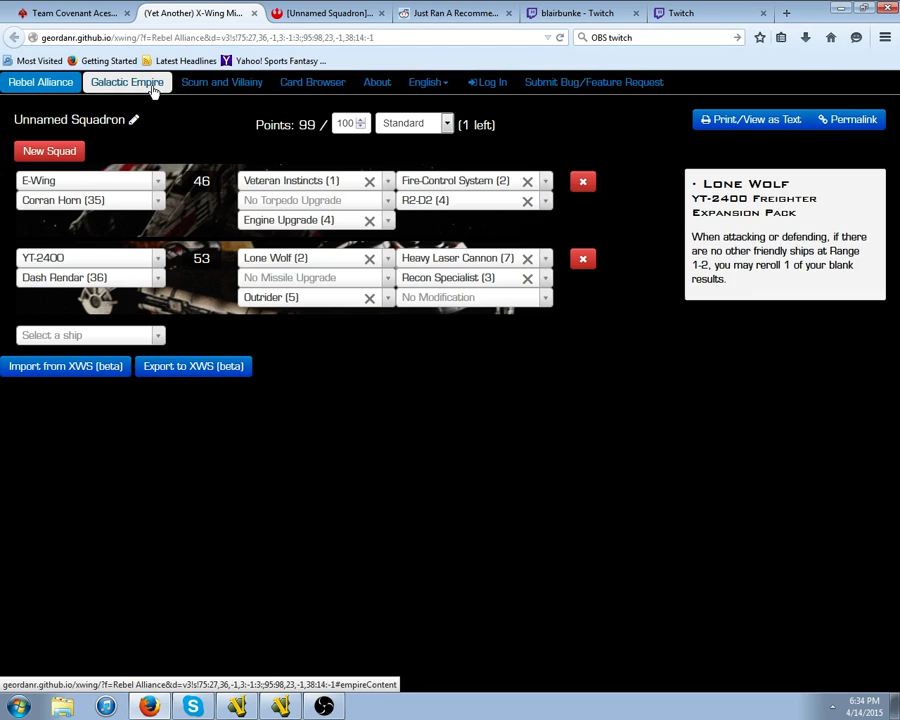 Team Covenant Aces...
(Yet Another) X-Wing Mi...
[Unnamed Squadron]...
Just Ran A Recomme...
blairbunke - Twitch
Twitch
geordanr.github.io/xwing/?f=Rebel Alliance&d=v3!s!75:27,36,-1,3:-1:3:;95:98,23,-1,38:14:-1
OBS twitch
Most Visited
Getting Started
Latest Headlines
Yahoo! Sports Fantasy ...
Rebel Alliance
Galactic Empire
Scum and Villainy
Card Browser
About
English
Log In
Submit Bug/Feature Request
Unnamed Squadron
Points: 99 / 100 Standard (1 left)
Print/View as Text
Permalink
New Squad
E-Wing
46
Veteran Instincts (1)
Fire-Control System (2)
Corran Horn (35)
No Torpedo Upgrade
R2-D2 (4)
Engine Upgrade (4)
YT-2400
53
Lone Wolf (2)
Heavy Laser Cannon (7)
Dash Rendar (36)
No Missile Upgrade
Recon Specialist (3)
Outrider (5)
No Modification
Select a ship
Import from XWS (beta)
Export to XWS (beta)
· Lone Wolf
YT-2400 Freighter
Expansion Pack
When attacking or defending, if there
are no other friendly ships at Range
1-2, you may reroll 1 of your blank
results.
geordanr.github.io/xwing/?f=Rebel Alliance&d=v3!s!75:27,36,-1,3:-1:3:;95:98,23,-1,38:14:-1#empireContent
6:34 PM
4/14/2015